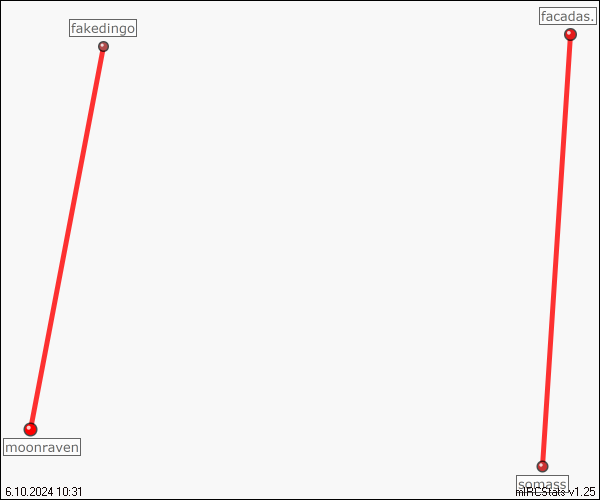 fakedingo
facadas.
moonraven
somass
6.10.2024 10:31
mIRCStats v1.25